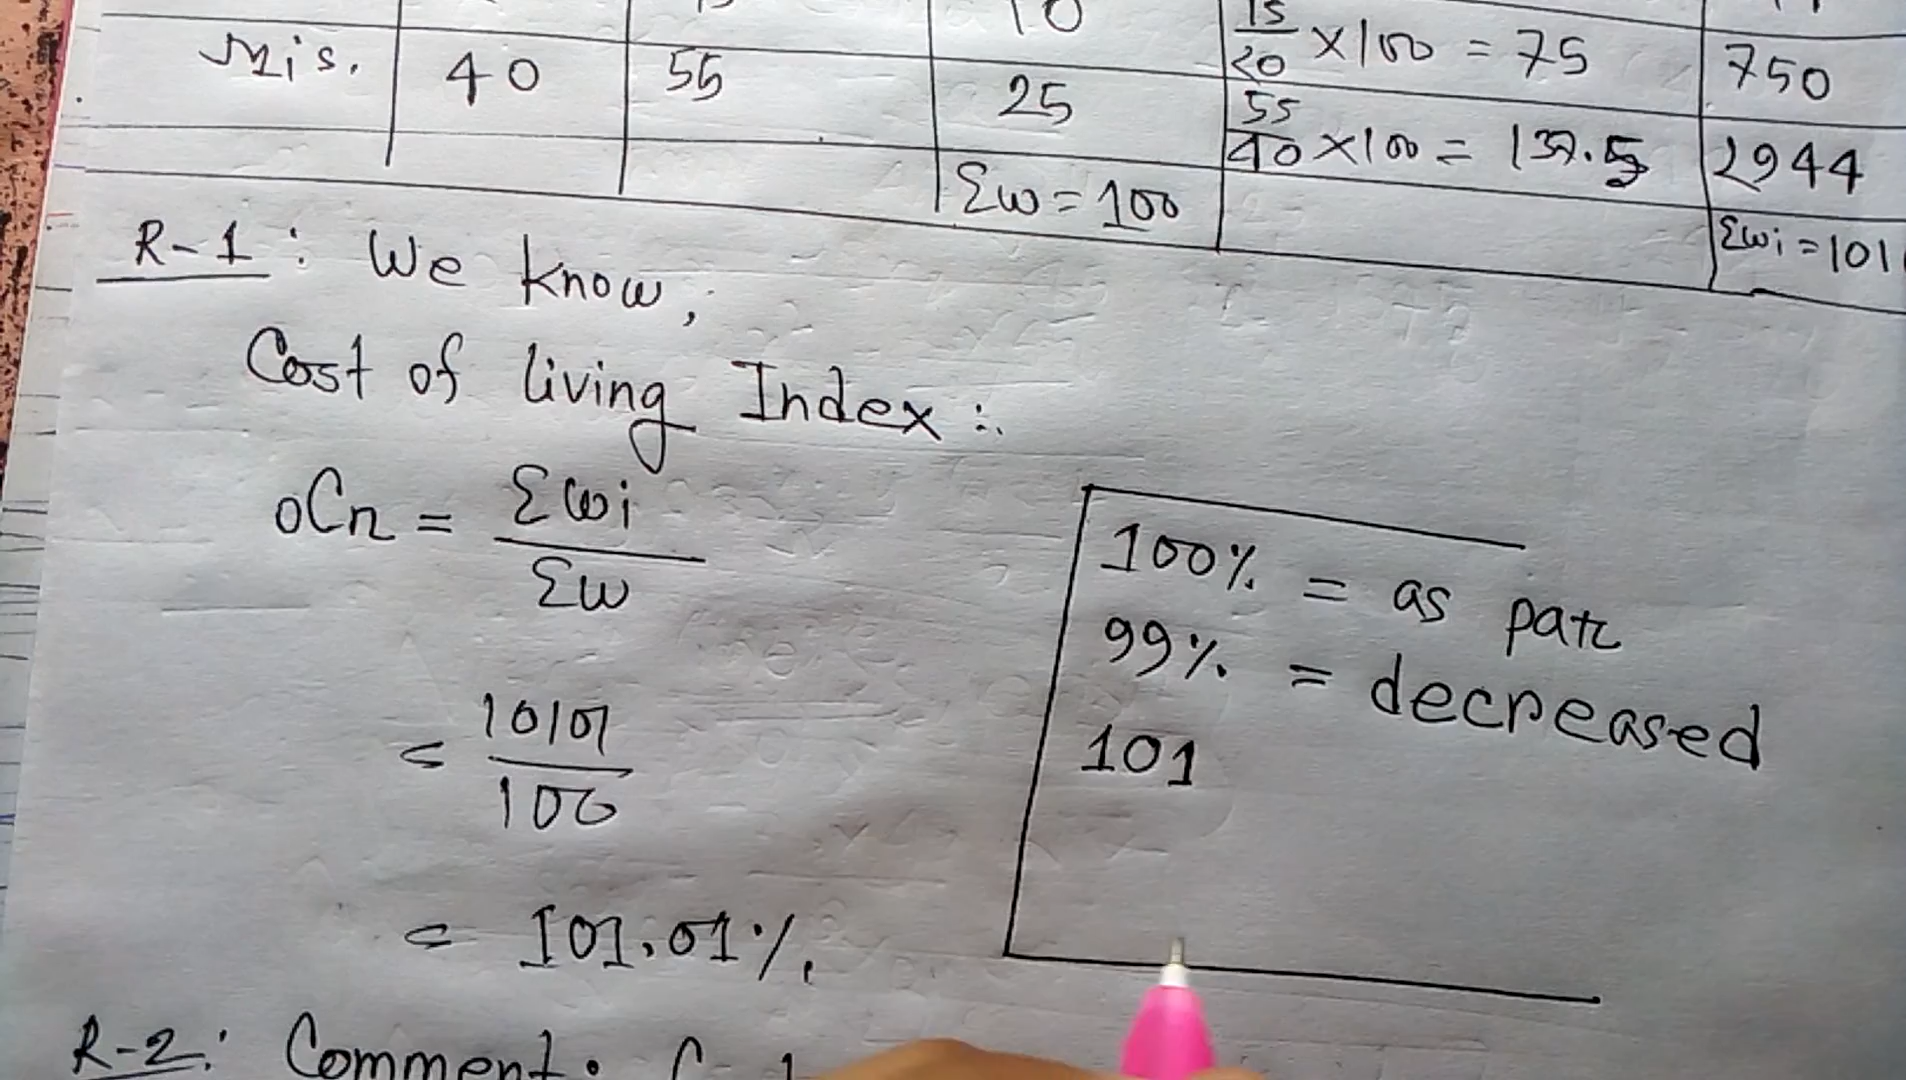 10 15/20 × 100 = 75 750
Mis. 40 55 25 55/40 × 100 = 137.5 2944
Σw = 100 Σwi = 101
R-1: We know,
Cost of living Index :.
oCn = Σwi / Σw
= 10101 / 100
= 101.01%.
100% = as par
99% = decreased
101
R-2: Comment: